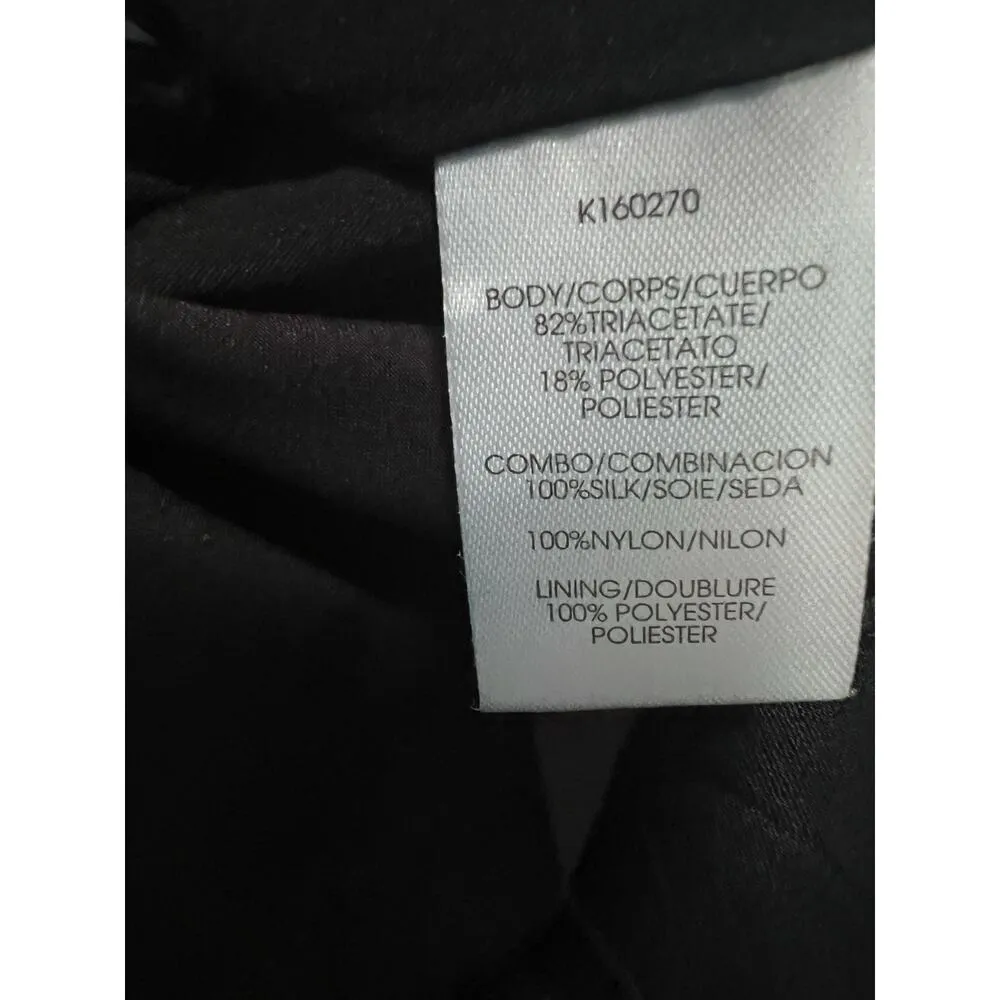 K160270
BODY/CORPS/CUERPO
82%TRIACETATE/
TRIACETATO
18% POLYESTER/
POLIESTER
COMBO/COMBINACION
100%SILK/SOIE/SEDA
100%NYLON/NILON
LINING/DOUBLURE
100% POLYESTER/
POLIESTER